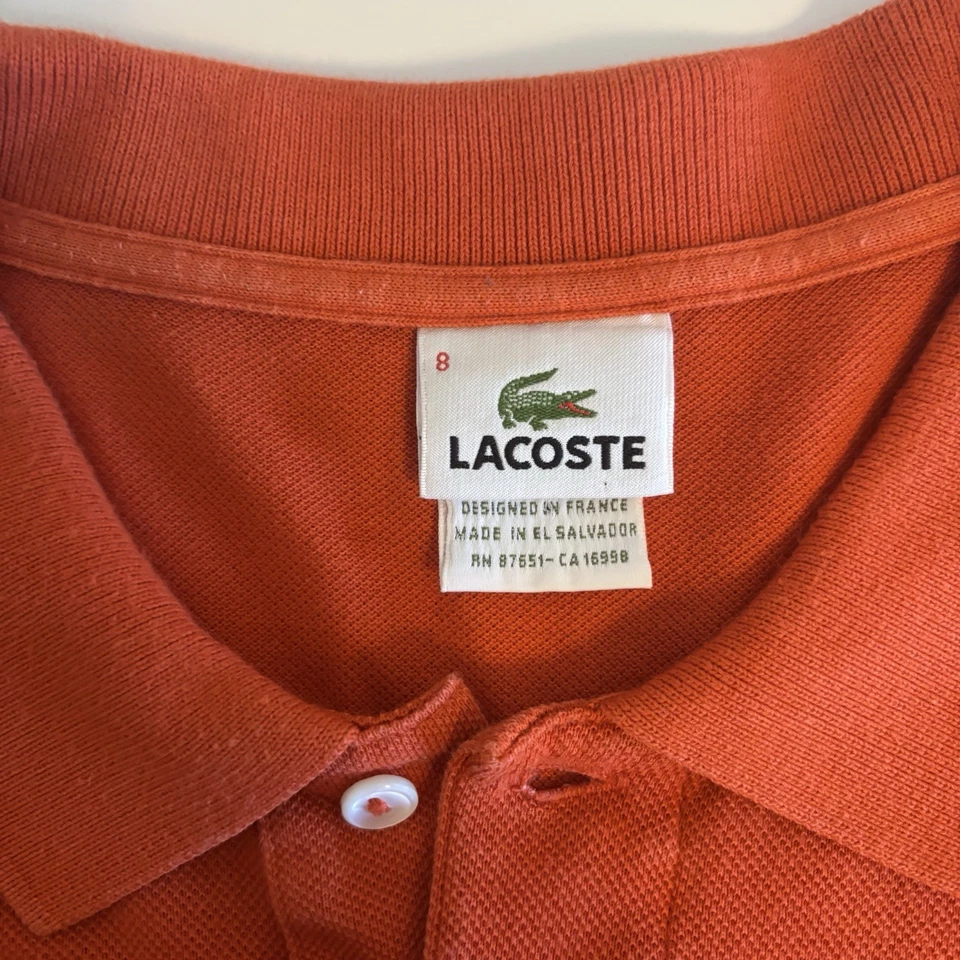 8
LACOSTE
DESIGNED IN FRANCE
MADE IN EL SALVADOR
RN 87651-CA 16998